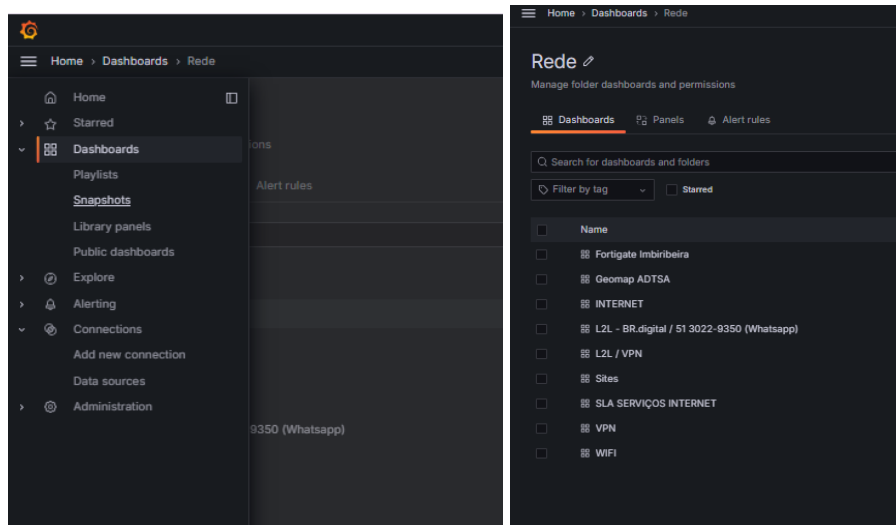 Home > Dashboards > Rede
Home
Starred
Dashboards
Playlists
Snapshots
Library panels
Public dashboards
Explore
Alerting
Connections
Add new connection
Data sources
Administration
ons
Alert rules
9350 (Whatsapp)
Home > Dashboards > Rede
Rede
Manage folder dashboards and permissions
Dashboards Panels Alert rules
Search for dashboards and folders
Filter by tag Starred
Name
Fortigate Imbiribeira
Geomap ADTSA
INTERNET
L2L - BR.digital / 51 3022-9350 (Whatsapp)
L2L / VPN
Sites
SLA SERVIÇOS INTERNET
VPN
WIFI